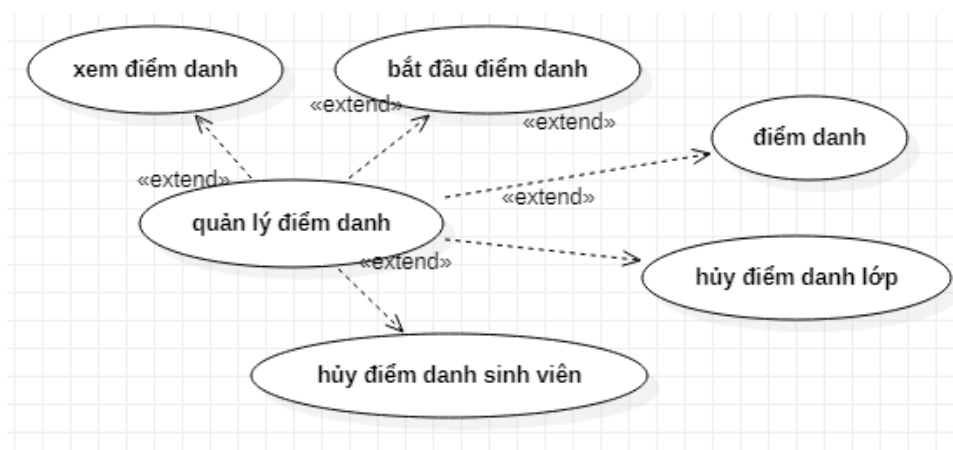 xem điểm danh
bắt đầu điểm danh
«extend»
«extend»
điểm danh
«extend»
«extend»
quản lý điểm danh
«extend»
hủy điểm danh lớp
hủy điểm danh sinh viên